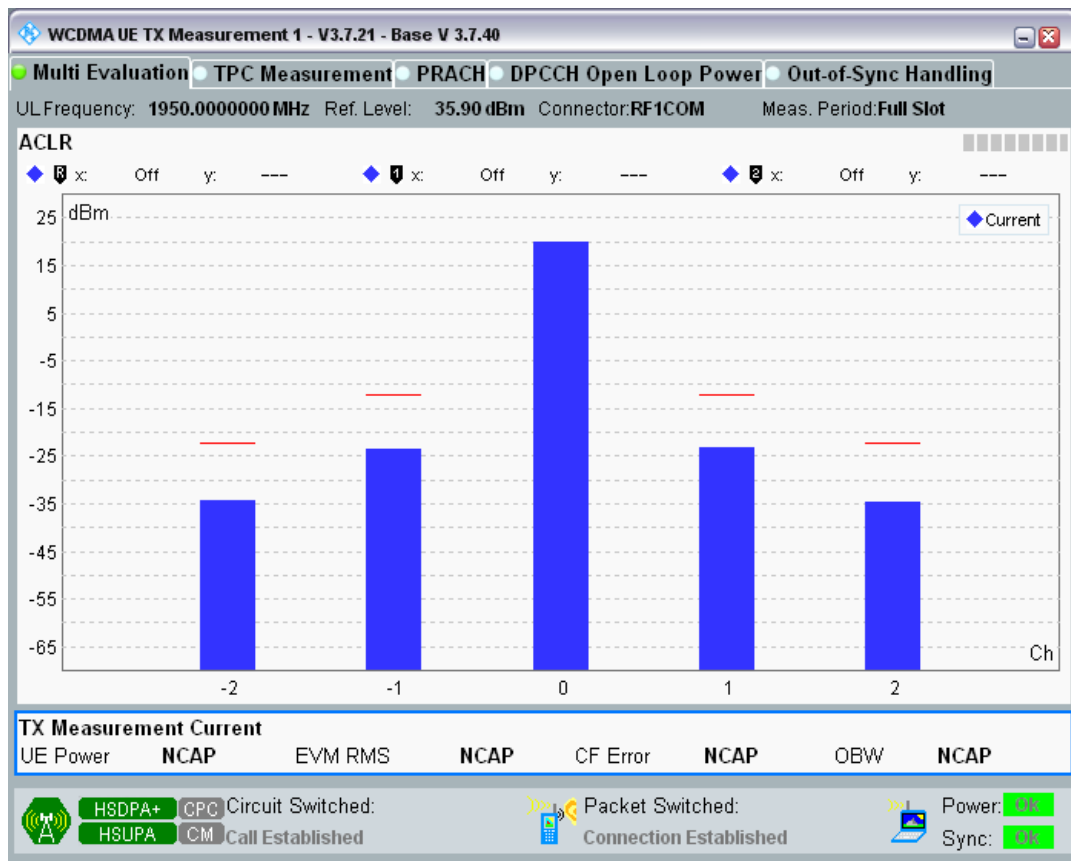 WCDMA UE TX Measurement 1 - V3.7.21 - Base V 3.7.40
Multi Evaluation TPC Measurement PRACH DPCCH Open Loop Power Out-of-Sync Handling
UL Frequency: 1950.0000000 MHz Ref. Level: 35.90 dBm Connector: RF1COM Meas. Period: Full Slot
ACLR
R x: Off y: --- 1 x: Off y: --- 2 x: Off y: ---
dBm
Current
25
15
5
-5
-15
-25
-35
-45
-55
-65
Ch
-2 -1 0 1 2
TX Measurement Current
UE Power NCAP EVM RMS NCAP CF Error NCAP OBW NCAP
HSDPA+ CPC Circuit Switched: Packet Switched: Power: OK
HSUPA CM Call Established Connection Established Sync: OK